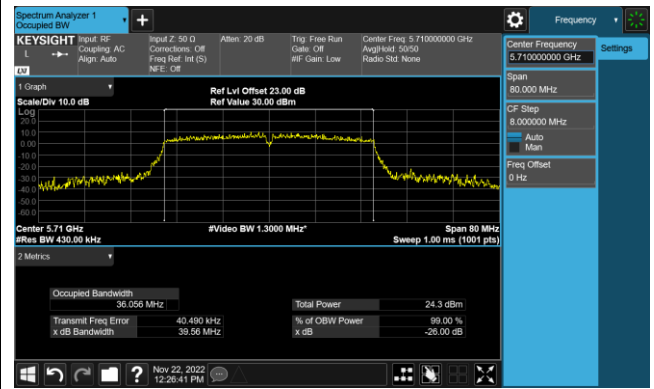 Spectrum Analyzer 1
Occupied BW
Frequency
KEYSIGHT
L
LXI
Input: RF
Coupling: AC
Align: Auto
Input Z: 50 Ω
Corrections: Off
Freq Ref: Int (S)
NFE: Off
Atten: 20 dB
Trig: Free Run
Gate: Off
#IF Gain: Low
Center Freq: 5.710000000 GHz
Avg|Hold: 50/50
Radio Std: None
Center Frequency
5.710000000 GHz
Settings
Span
80.000 MHz
CF Step
8.000000 MHz
Auto
Man
Freq Offset
0 Hz
1 Graph
Scale/Div 10.0 dB
Ref Lvl Offset 23.00 dB
Ref Value 30.00 dBm
Log
20.0
10.0
0.00
-10.0
-20.0
-30.0
-40.0
-50.0
-60.0
Center 5.71 GHz
#Res BW 430.00 kHz
#Video BW 1.3000 MHz*
Span 80 MHz
Sweep 1.00 ms (1001 pts)
2 Metrics
Occupied Bandwidth
36.056 MHz
Total Power 24.3 dBm
Transmit Freq Error 40.490 kHz
% of OBW Power 99.00 %
x dB Bandwidth 39.56 MHz
x dB -26.00 dB
?
Nov 22, 2022
12:26:41 PM